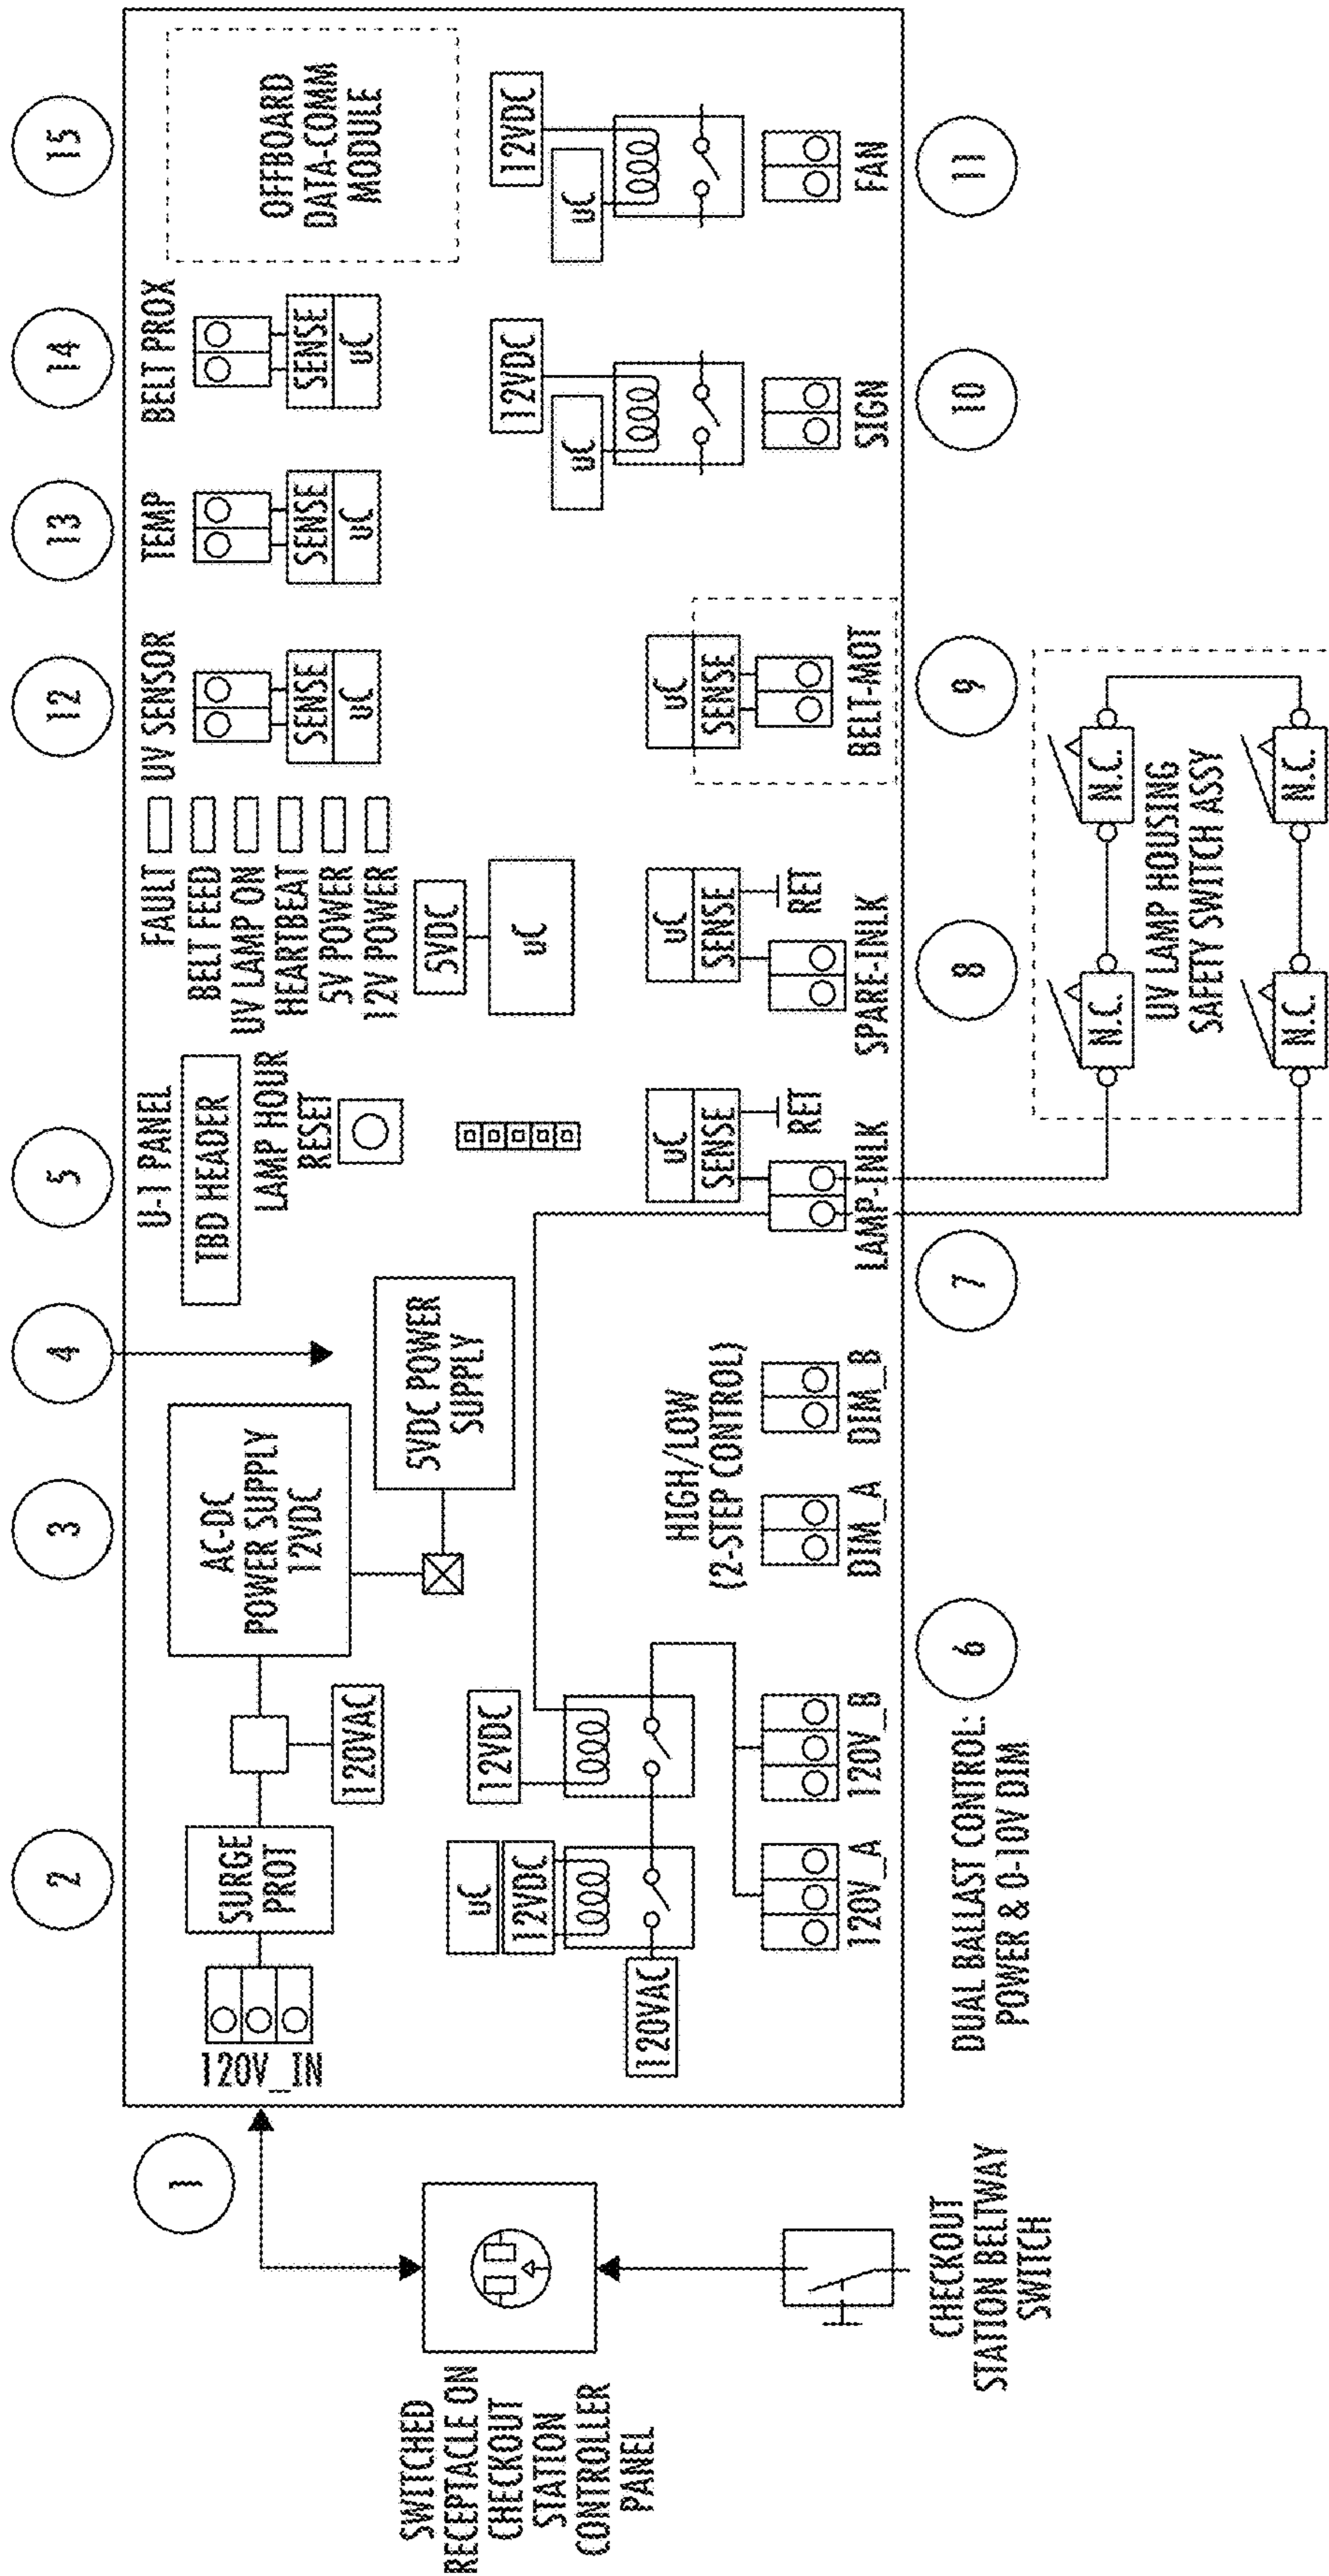 1
2
3
4
5
12
13
14
15
120V_IN
SURGE
PROT
120VAC
AC-DC
POWER SUPPLY
12VDC
5VDC POWER
SUPPLY
U-1 PANEL
TBD HEADER
LAMP HOUR
RESET
FAULT
BELT FEED
UV LAMP ON
HEARTBEAT
5V POWER
12V POWER
5VDC
uC
UV SENSOR
SENSE
uC
TEMP
SENSE
uC
BELT PROX
SENSE
uC
OFFBOARD
DATA-COMM
MODULE
uC
12VDC
120VAC
12VDC
120V_A
120V_B
HIGH/LOW
(2-STEP CONTROL)
DIM_A
DIM_B
uC
SENSE
RET
LAMP-INLK
uC
SENSE
RET
SPARE-INLK
uC
SENSE
BELT-MOT
12VDC
uC
SIGN
12VDC
uC
FAN
6
7
8
9
10
11
DUAL BALLAST CONTROL:
POWER & 0-10V DIM
N.C.
N.C.
UV LAMP HOUSING
SAFETY SWITCH ASSY
N.C.
N.C.
SWITCHED
RECEPTACLE ON
CHECKOUT
STATION
CONTROLLER
PANEL
CHECKOUT
STATION BELTWAY
SWITCH